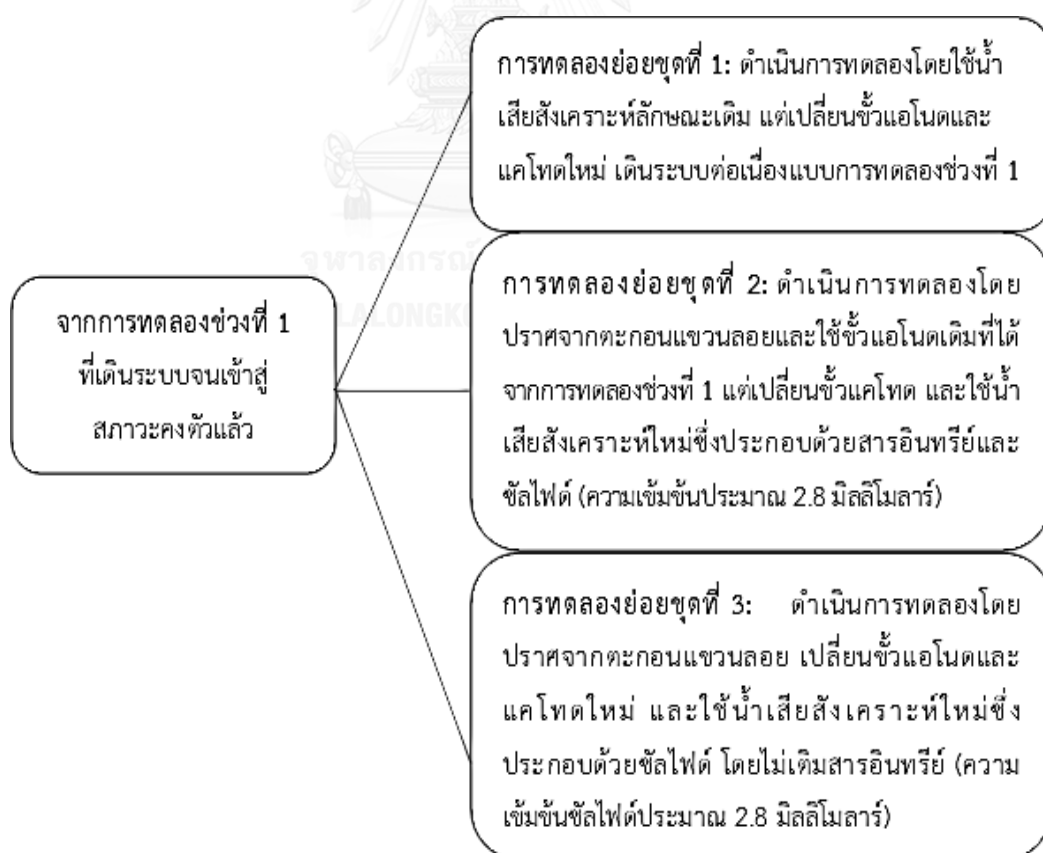 จากการทดลองช่วงที่ 1
ที่เดินระบบจนเข้าสู่
สภาวะคงตัวแล้ว
การทดลองย่อยชุดที่ 1: ดำเนินการทดลองโดยใช้น้ำ
เสียสังเคราะห์ลักษณะเดิม แต่เปลี่ยนขั้วแอโนดและ
แคโทดใหม่ เดินระบบต่อเนื่องแบบการทดลองช่วงที่ 1
การทดลองย่อยชุดที่ 2: ดำเนินการทดลองโดย
ปราศจากตะกอนแขวนลอยและใช้ขั้วแอโนดเดิมที่ได้
จากการทดลองช่วงที่ 1 แต่เปลี่ยนขั้วแคโทด และใช้น้ำ
เสียสังเคราะห์ใหม่ซึ่งประกอบด้วยสารอินทรีย์และ
ซัลไฟด์ (ความเข้มข้นประมาณ 2.8 มิลลิโมลาร์)
การทดลองย่อยชุดที่ 3: ดำเนินการทดลองโดย
ปราศจากตะกอนแขวนลอย เปลี่ยนขั้วแอโนดและ
แคโทดใหม่ และใช้น้ำเสียสังเคราะห์ใหม่ซึ่ง
ประกอบด้วยซัลไฟด์ โดยไม่เติมสารอินทรีย์ (ความ
เข้มข้นซัลไฟด์ประมาณ 2.8 มิลลิโมลาร์)
จุฬาลงกรณ์
LALONGK